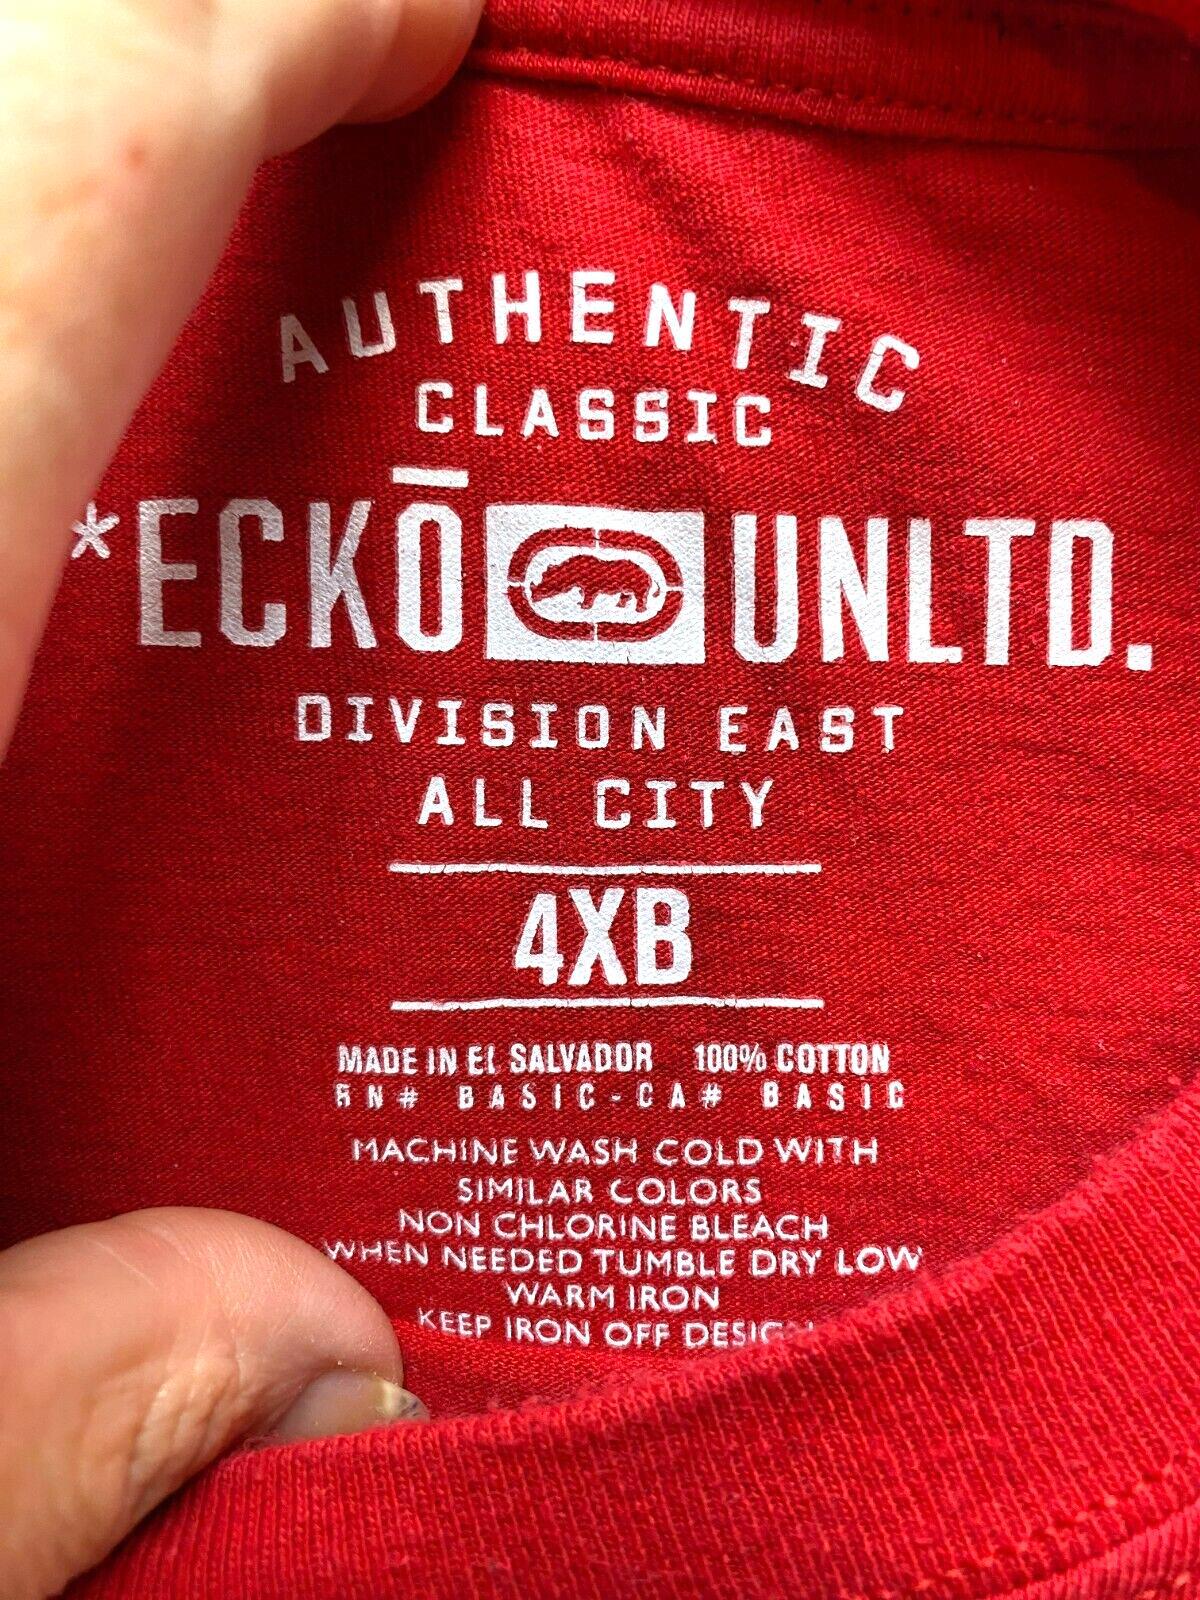 AUTHENTIC
CLASSIC
*ECKŌ UNLTD.
DIVISION EAST
ALL CITY
4XB
MADE IN EL SALVADOR 100% COTTON
RN# BASIC-CA# BASIC
MACHINE WASH COLD WITH
SIMILAR COLORS
NON CHLORINE BLEACH
WHEN NEEDED TUMBLE DRY LOW
WARM IRON
KEEP IRON OFF DESIGN